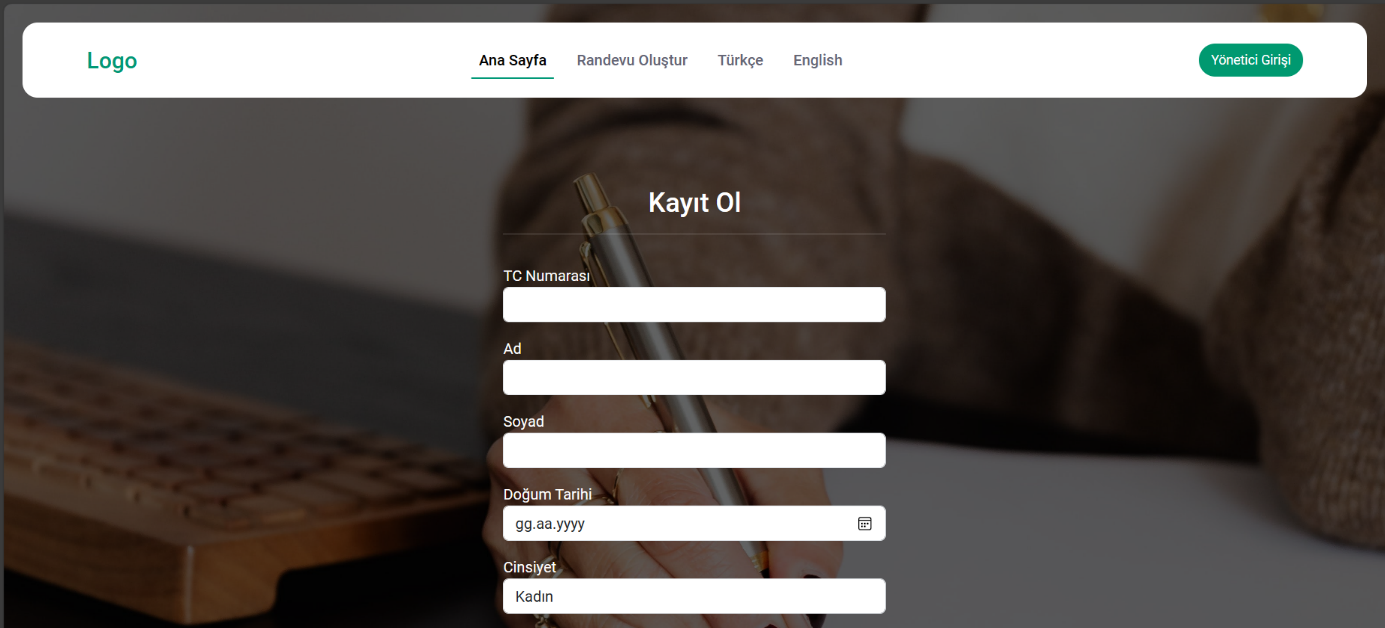 Logo
Ana Sayfa
Randevu Oluştur
Türkçe
English
Yönetici Girişi
Kayıt Ol
TC Numarası
Ad
Soyad
Doğum Tarihi
gg.aa.yyyy
Cinsiyet
Kadın